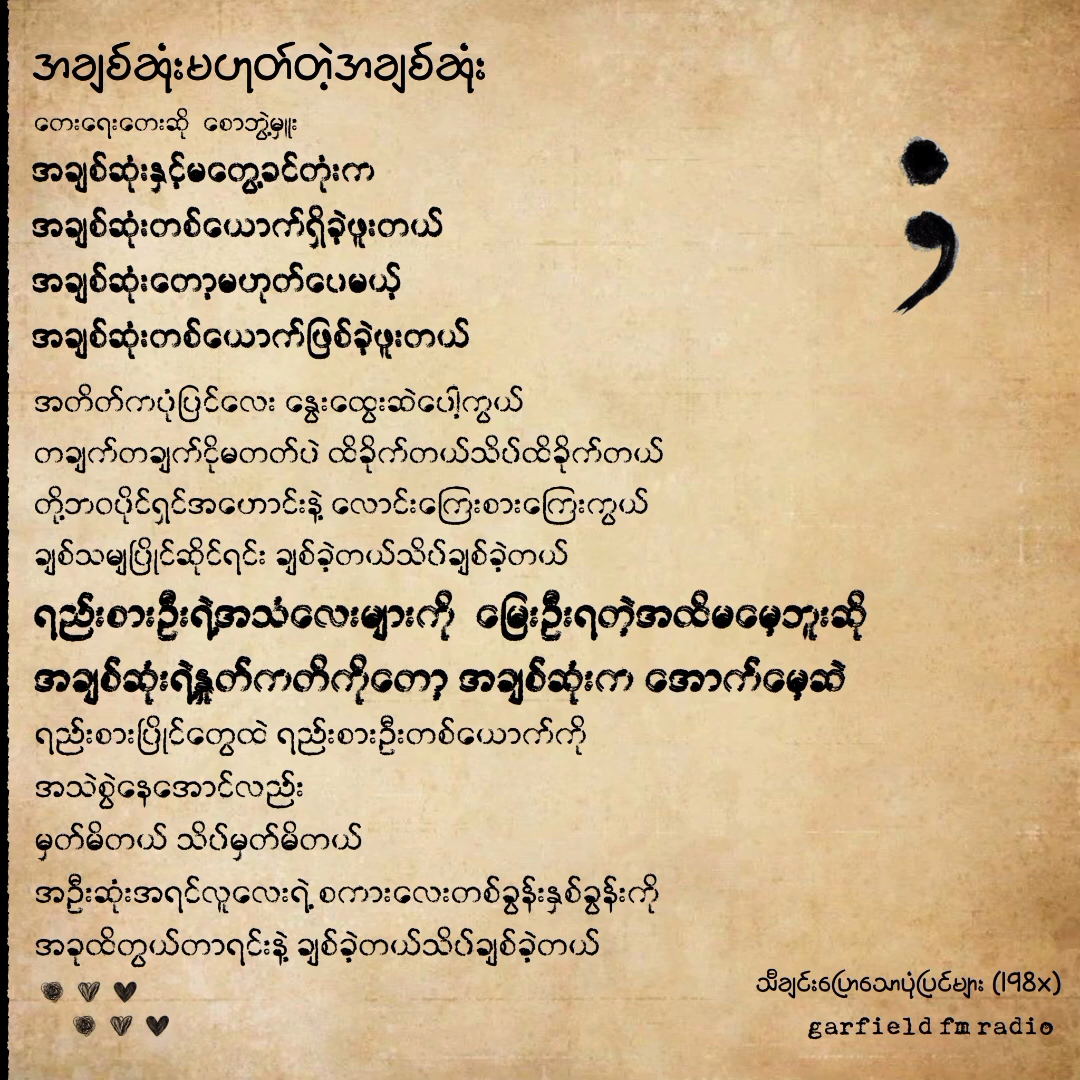 အချစ်ဆုံးမဟုတ်တဲ့အချစ်ဆုံး
တေးရေးတေးဆို စောဘွဲ့မှူး
အချစ်ဆုံးနှင့်မတွေ့ခင်တုံးက
အချစ်ဆုံးတစ်ယောက်ရှိခဲ့ဖူးတယ်
အချစ်ဆုံးတော့မဟုတ်ပေမယ့်
အချစ်ဆုံးတစ်ယောက်ဖြစ်ခဲ့ဖူးတယ်
အတိတ်ကပုံပြင်လေး နွေးထွေးဆဲပေါ့ကွယ်
တချက်တချက်ငိုမတတ်ပဲ ထိခိုက်တယ်သိပ်ထိခိုက်တယ်
တို့ဘဝပိုင်ရှင်အဟောင်းနဲ့ လောင်းကြေးစားကြေးကွယ်
ချစ်သမျှပြိုင်ဆိုင်ရင်း ချစ်ခဲ့တယ်သိပ်ချစ်ခဲ့တယ်
ရည်းစားဦးရဲ့အသံလေးများကို မြေးဦးရတဲ့အထိမမေ့ဘူးဆို
အချစ်ဆုံးရဲ့နှုတ်ကတိကိုတော့ အချစ်ဆုံးက အောက်မေ့ဆဲ
ရည်းစားပြိုင်တွေထဲ ရည်းစားဦးတစ်ယောက်ကို
အသဲစွဲနေအောင်လည်း
မှတ်မိတယ် သိပ်မှတ်မိတယ်
အဦးဆုံးအရင်လူလေးရဲ့ စကားလေးတစ်ခွန်းနှစ်ခွန်းကို
အခုထိတွယ်တာရင်းနဲ့ ချစ်ခဲ့တယ်သိပ်ချစ်ခဲ့တယ်
သီချင်းပြောသောပုံပြင်များ (198x)
garfield fm radio